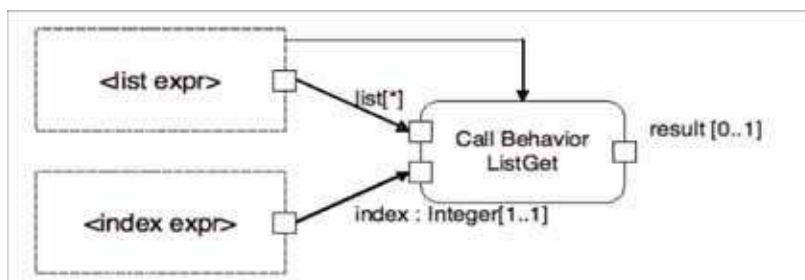 <list expr>
list[*]
Call Behavior
ListGet
result [0..1]
<index expr>
index : Integer[1..1]